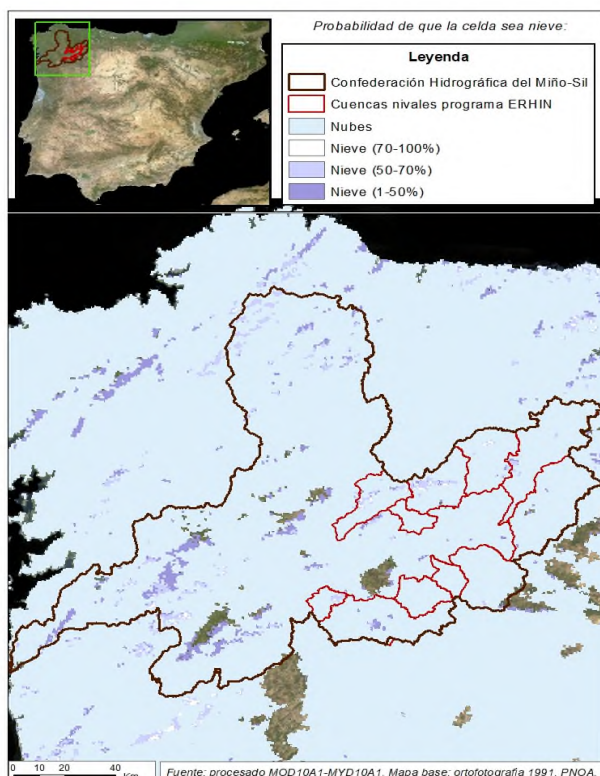 Probabilidad de que la celda sea nieve:
Leyenda
Confederación Hidrográfica del Miño-Sil
Cuencas nivales programa ERHIN
Nubes
Nieve (70-100%)
Nieve (50-70%)
Nieve (1-50%)
0 10 20 40
Km
Fuente: procesado MOD10A1-MYD10A1. Mapa base: ortofotografía 1991, PNOA